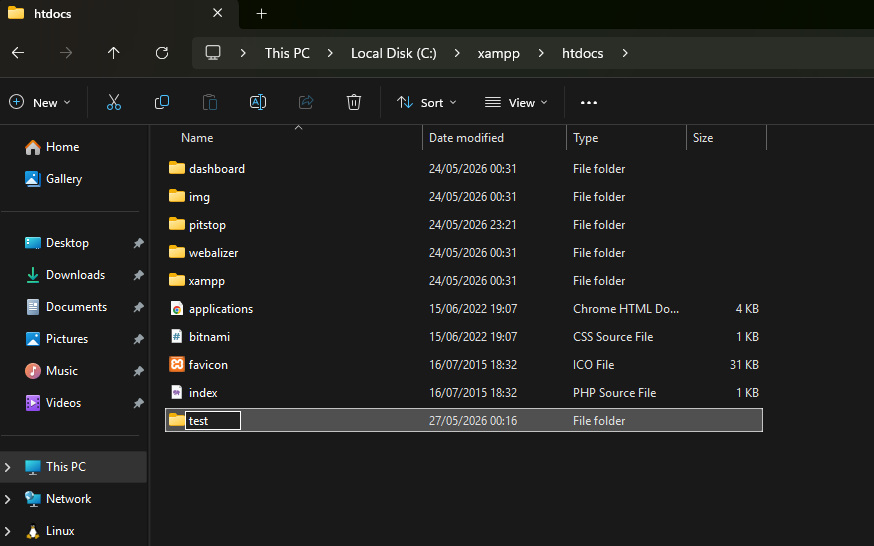 htdocs
This PC > Local Disk (C:) > xampp > htdocs >
New Sort View
Name Date modified Type Size
Home
Gallery
Desktop
Downloads
Documents
Pictures
Music
Videos
This PC
Network
Linux
dashboard 24/05/2026 00:31 File folder
img 24/05/2026 00:31 File folder
pitstop 24/05/2026 23:21 File folder
webalizer 24/05/2026 00:31 File folder
xampp 24/05/2026 00:31 File folder
applications 15/06/2022 19:07 Chrome HTML Do... 4 KB
bitnami 15/06/2022 19:07 CSS Source File 1 KB
favicon 16/07/2015 18:32 ICO File 31 KB
index 16/07/2015 18:32 PHP Source File 1 KB
test 27/05/2026 00:16 File folder